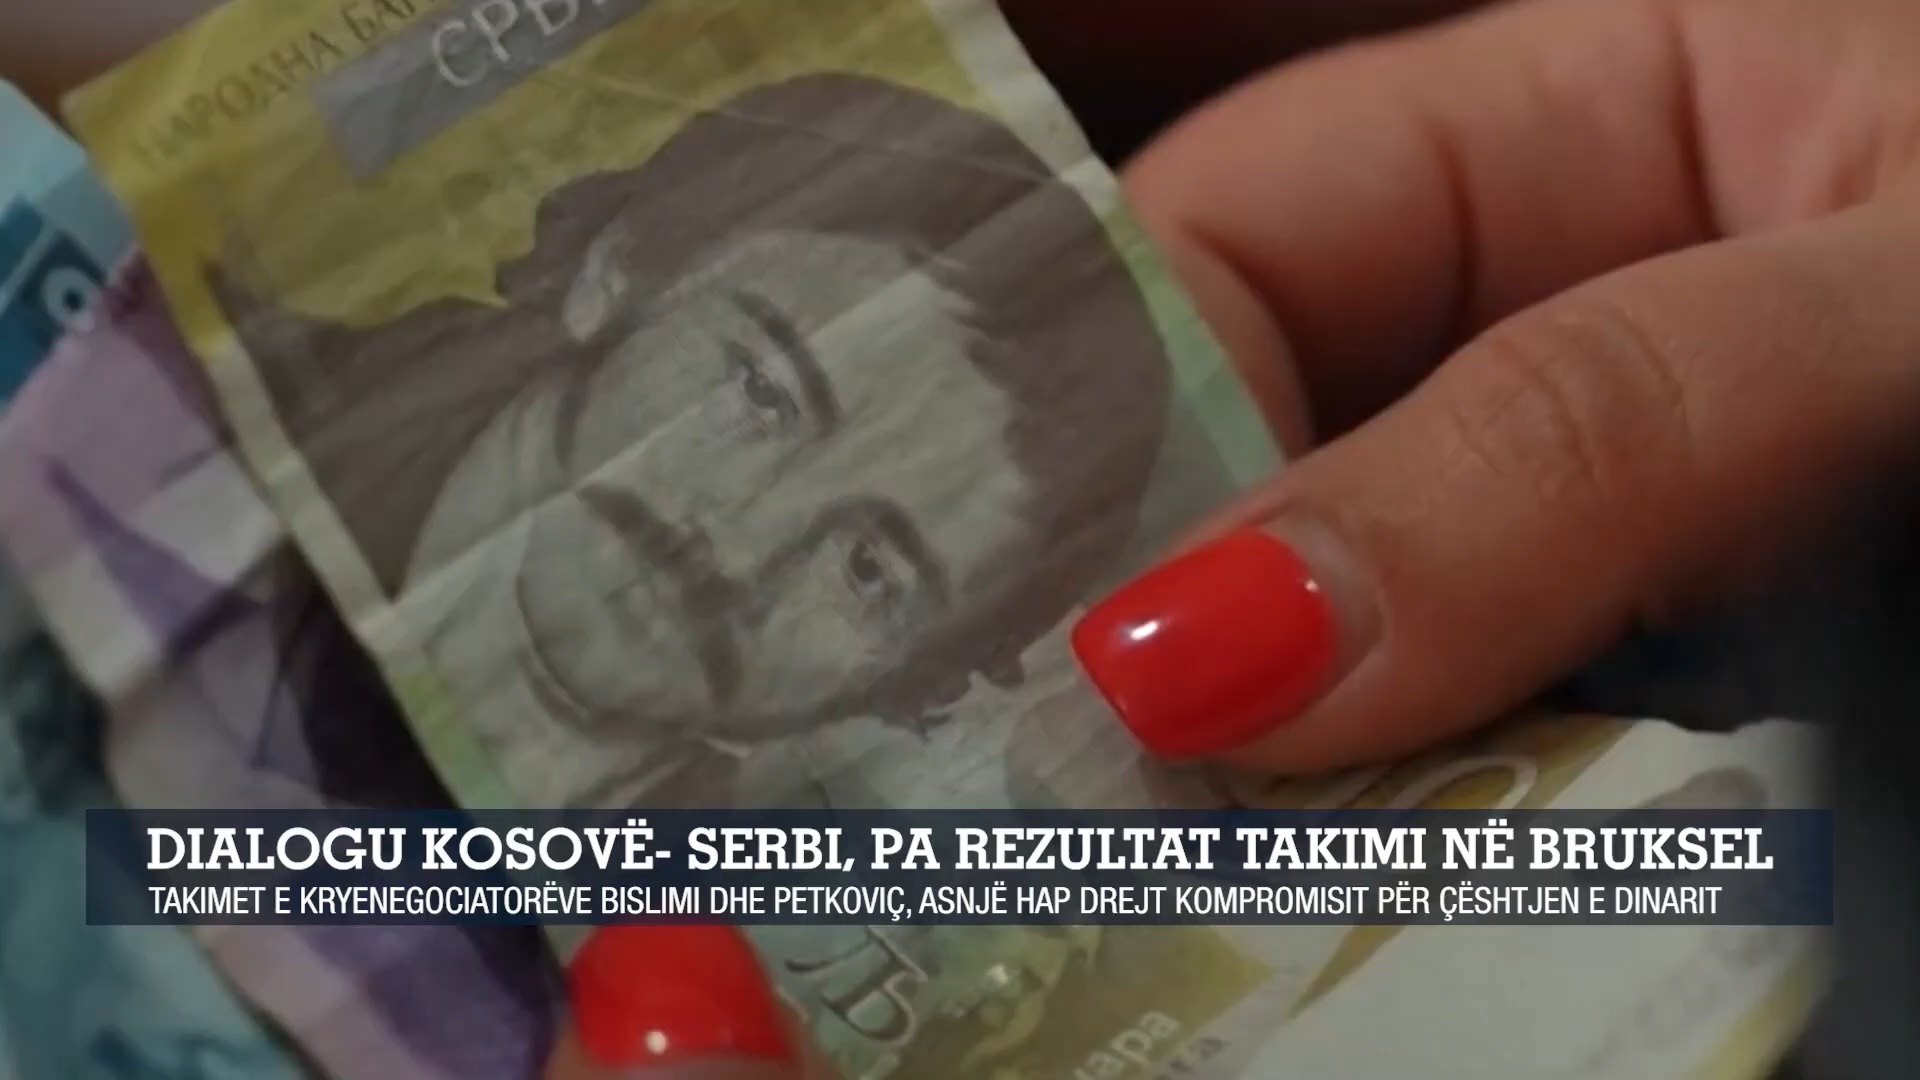 НАРОДНА
DIALOGU KOSOVË- SERBI, PA REZULTAT TAKIMI NË BRUKSEL
TAKIMET E KRYENEGOCIATORËVE BISLIMI DHE PETKOVIÇ, ASNJË HAP DREJT KOMPROMISIT PËR ÇËSHTJEN E DINARIT